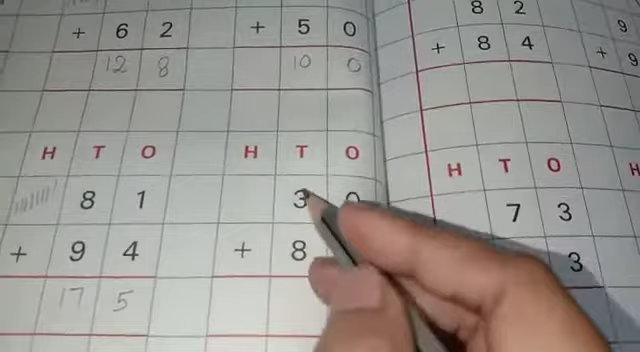 8 2 9
+ 6 2 + 5 0 + 8 4 + 9
12 8 10 0
H T O H T O H T O H
8 1 3 0 7 3
+ 9 4 + 8 3
17 5